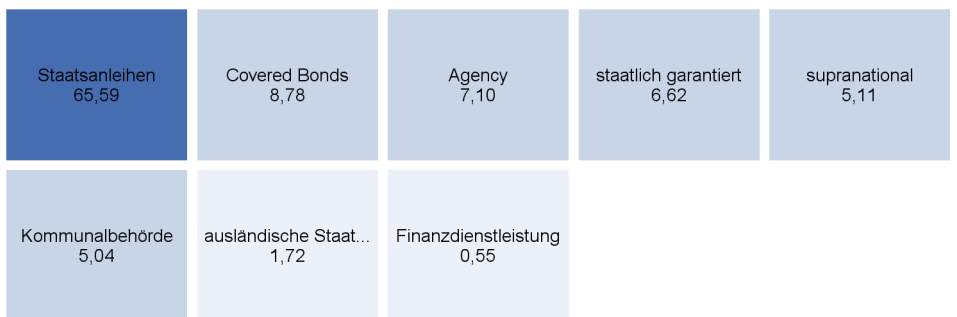 Staatsanleihen
65,59
Covered Bonds
8,78
Agency
7,10
staatlich garantiert
6,62
supranational
5,11
Kommunalbehörde
5,04
ausländische Staat...
1,72
Finanzdienstleistung
0,55